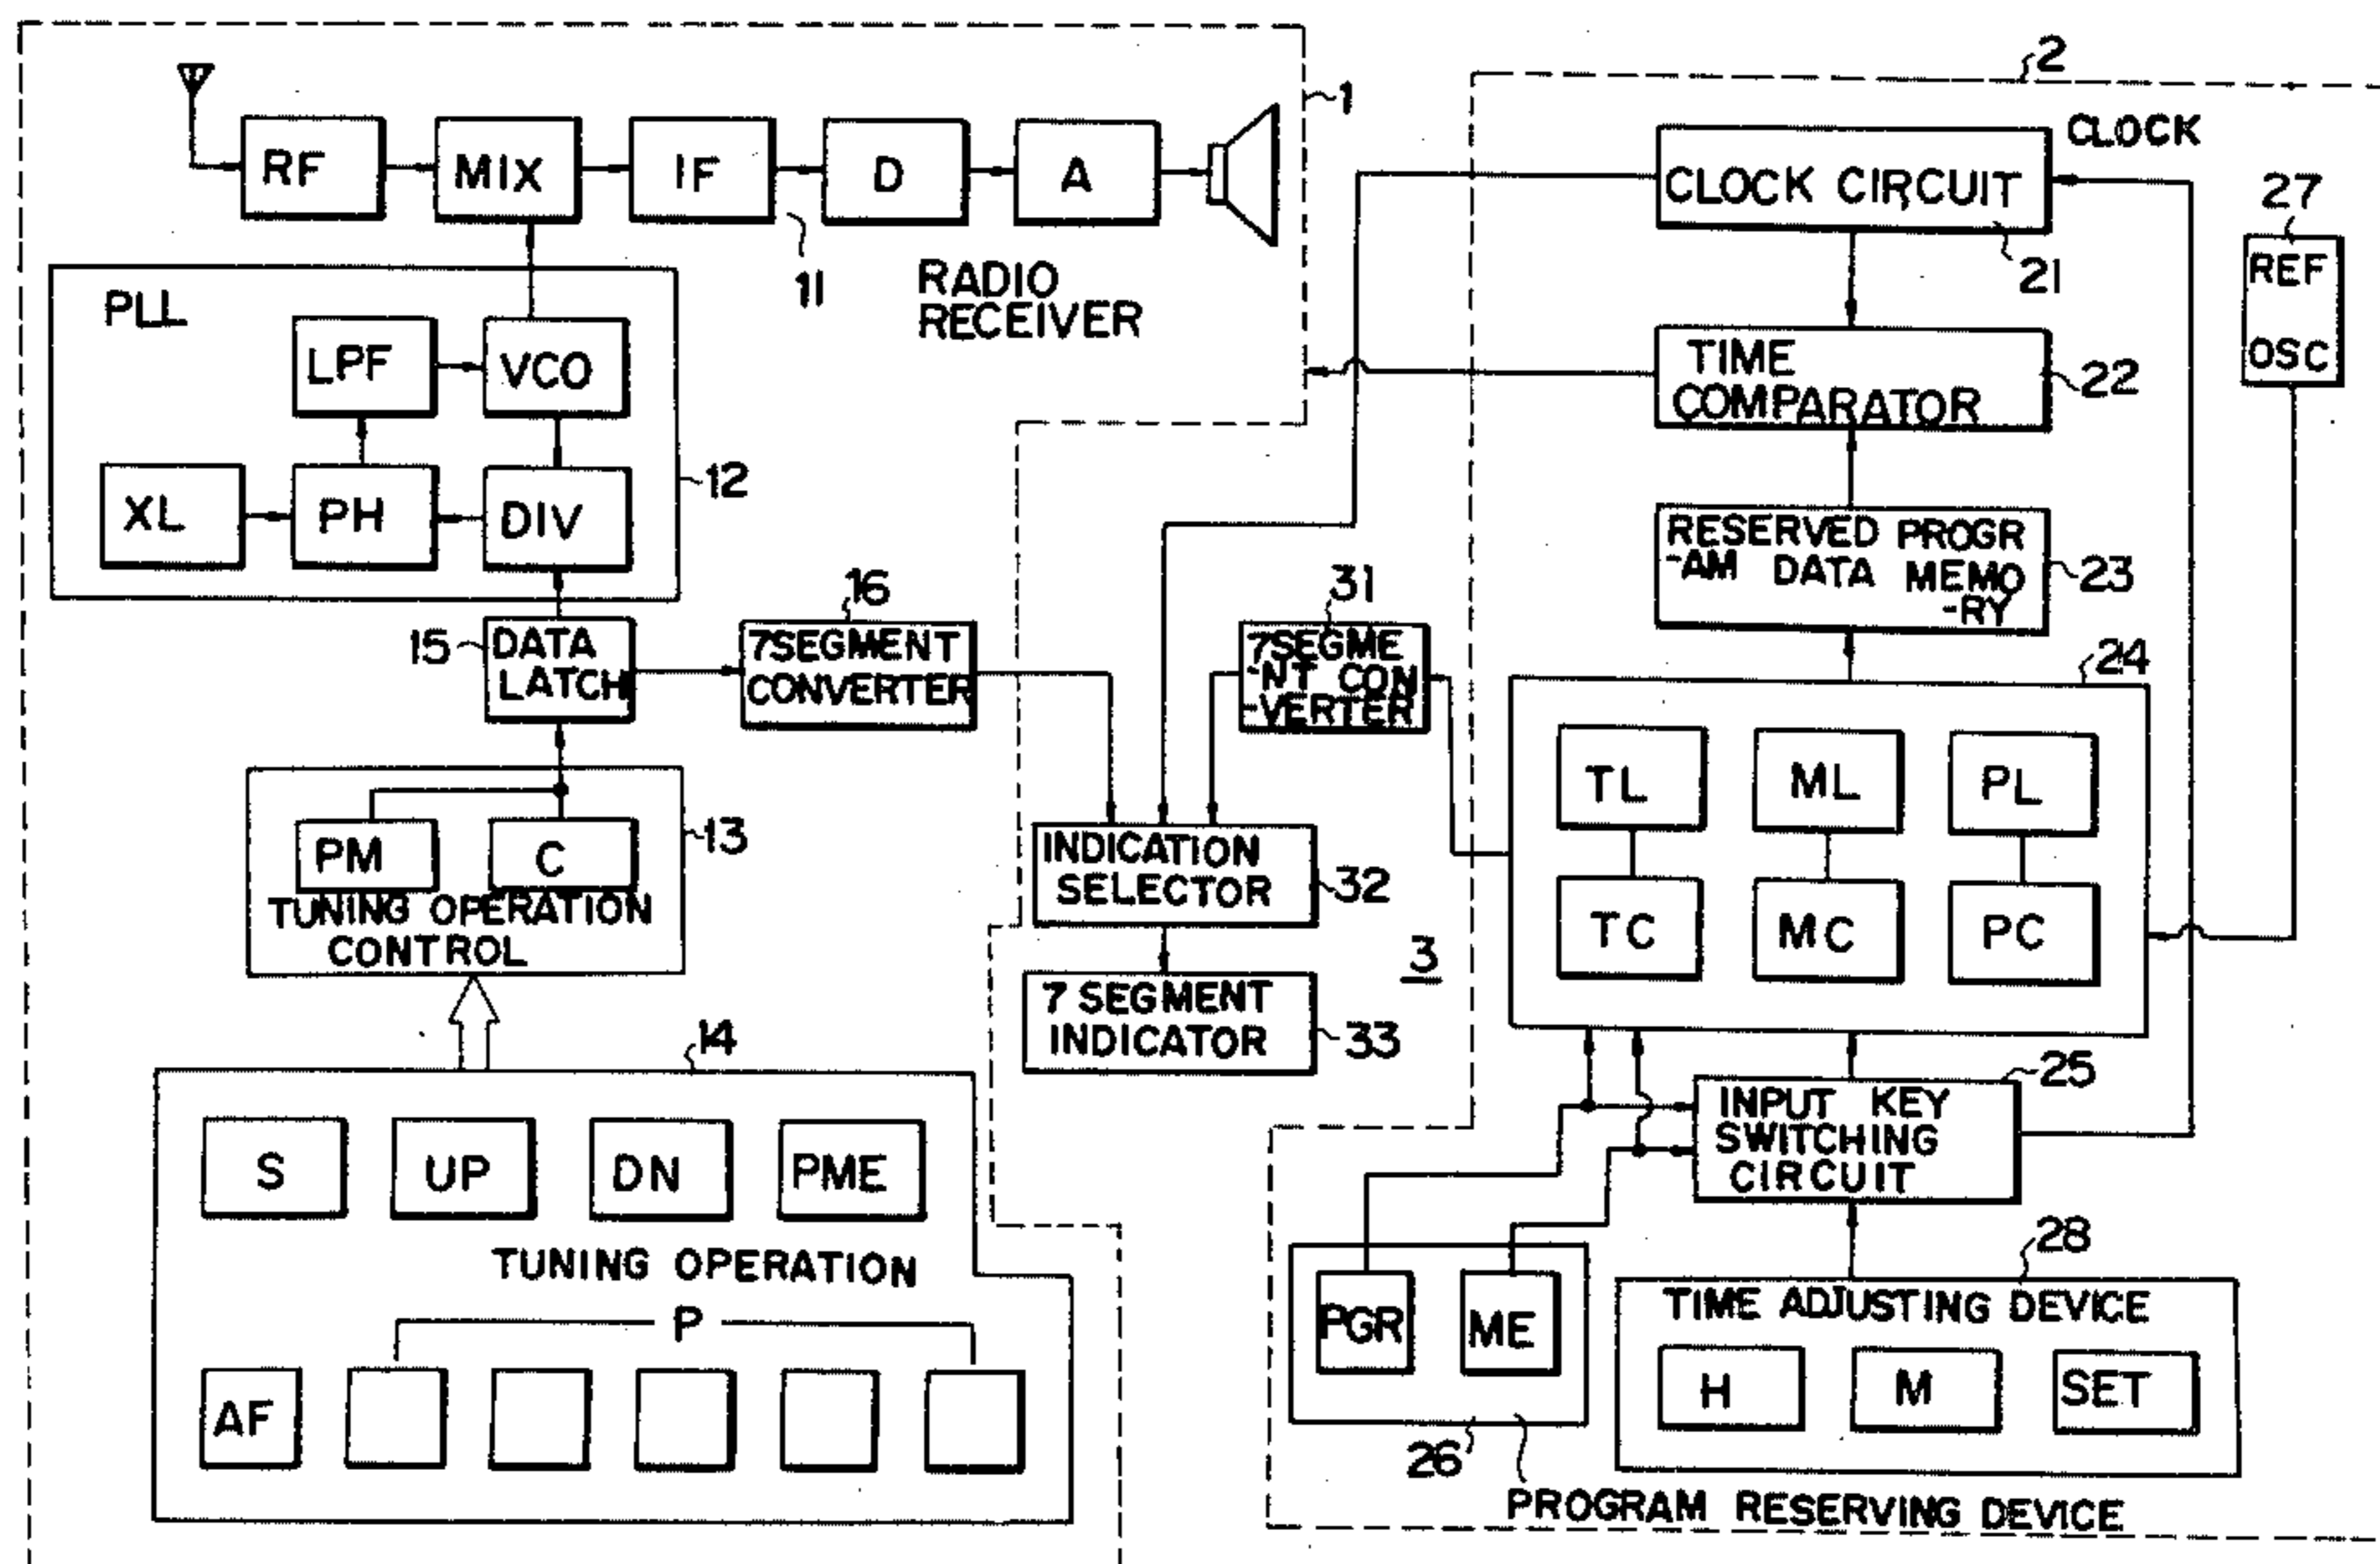 1
2
RF
MIX
IF
D
A
11
RADIO
RECEIVER
CLOCK
CLOCK CIRCUIT
21
27
REF
OSC
PLL
LPF
VCO
XL
PH
DIV
12
TIME
COMPARATOR
22
RESERVED PROGR
-AM DATA MEMO
-RY
23
15
DATA
LATCH
16
7SEGMENT
CONVERTER
31
7SEGME
-NT CON
-VERTER
24
TL
ML
PL
TC
MC
PC
PM
C
13
TUNING OPERATION
CONTROL
INDICATION
SELECTOR
32
3
7 SEGMENT
INDICATOR
33
14
S
UP
DN
PME
TUNING OPERATION
P
AF
25
INPUT KEY
SWITCHING
CIRCUIT
PGR
ME
26
28
TIME ADJUSTING DEVICE
H
M
SET
PROGRAM RESERVING DEVICE